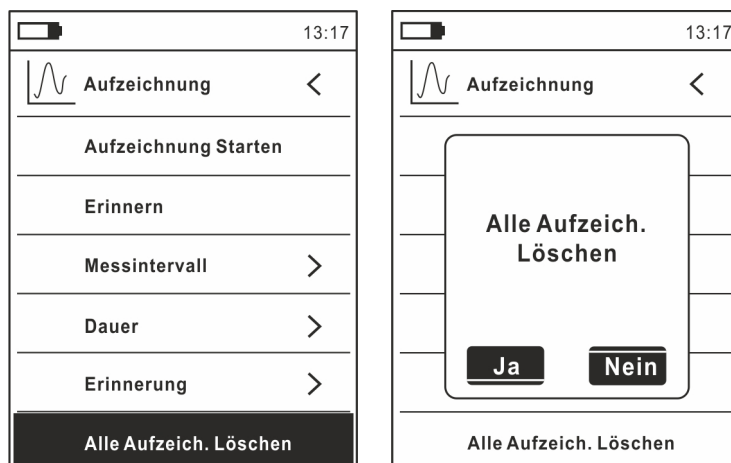 13:17
Aufzeichnung
Aufzeichnung Starten
Erinnern
Messintervall
Dauer
Erinnerung
Alle Aufzeich. Löschen
13:17
Aufzeichnung
Alle Aufzeich.
Löschen
Ja Nein
Alle Aufzeich. Löschen